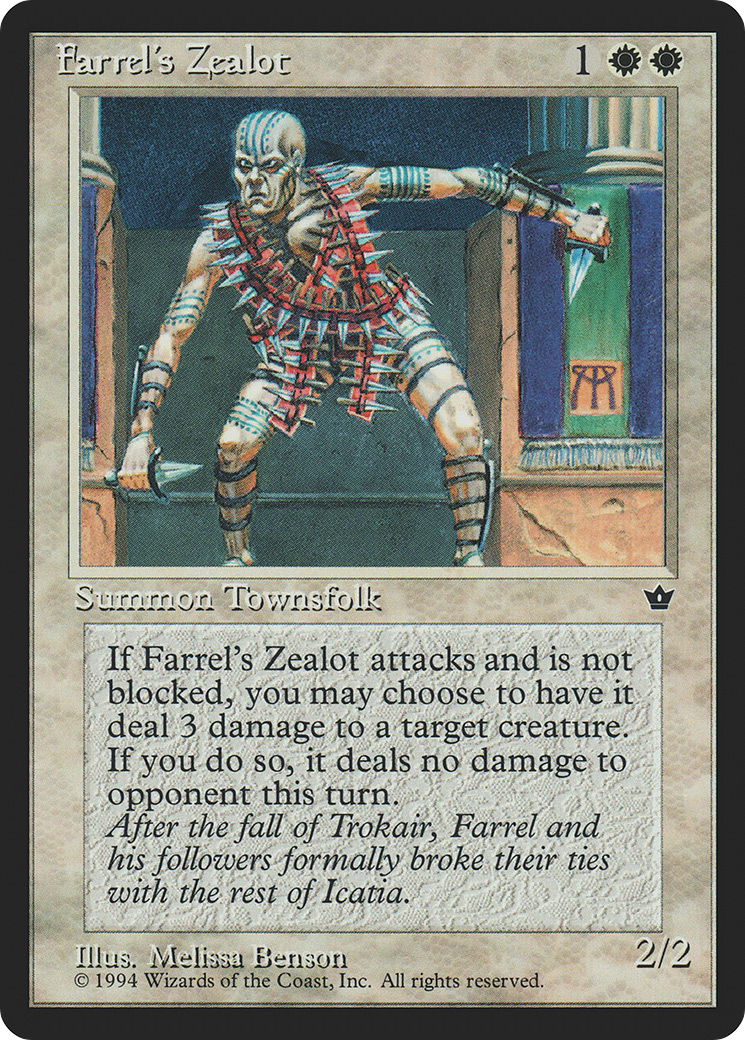 Farrel's Zealot 1
Summon Townsfolk
If Farrel's Zealot attacks and is not
blocked, you may choose to have it
deal 3 damage to a target creature.
If you do so, it deals no damage to
opponent this turn.
After the fall of Trokair, Farrel and
his followers formally broke their ties
with the rest of Icatia.
Illus. Melissa Benson 2/2
© 1994 Wizards of the Coast, Inc. All rights reserved.